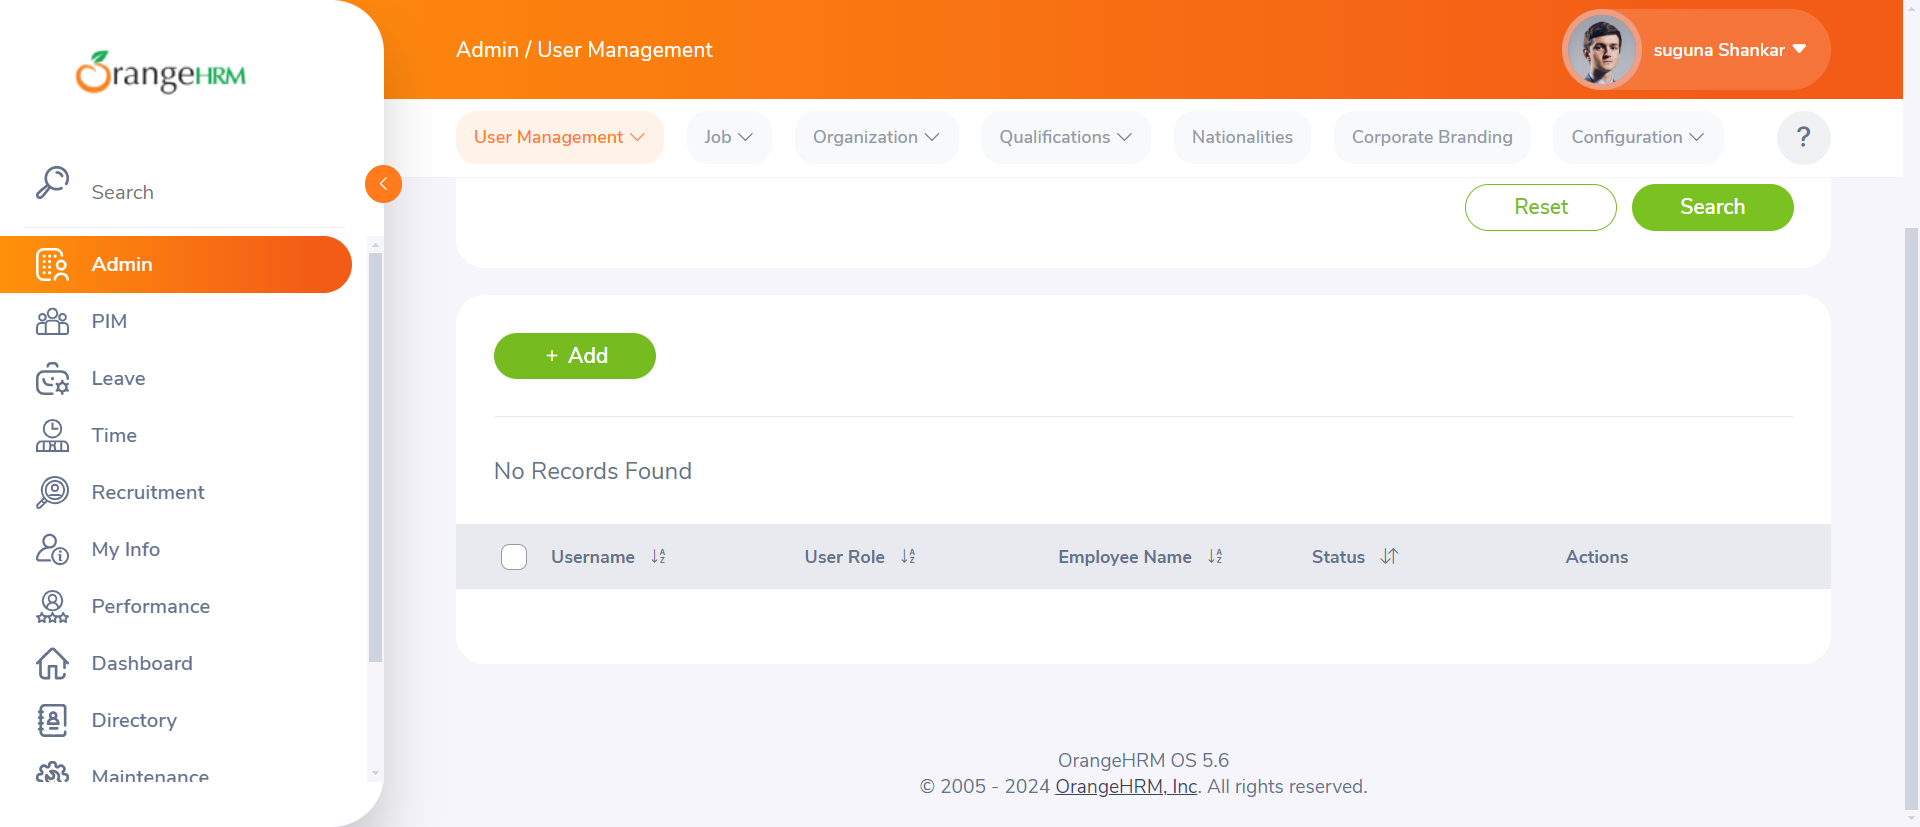 OrangeHRM
Search
Admin
PIM
Leave
Time
Recruitment
My Info
Performance
Dashboard
Directory
Maintenance
Admin / User Management
suguna Shankar
User Management
Job
Organization
Qualifications
Nationalities
Corporate Branding
Configuration
?
Reset
Search
+ Add
No Records Found
Username
User Role
Employee Name
Status
Actions
OrangeHRM OS 5.6
© 2005 - 2024 OrangeHRM, Inc. All rights reserved.